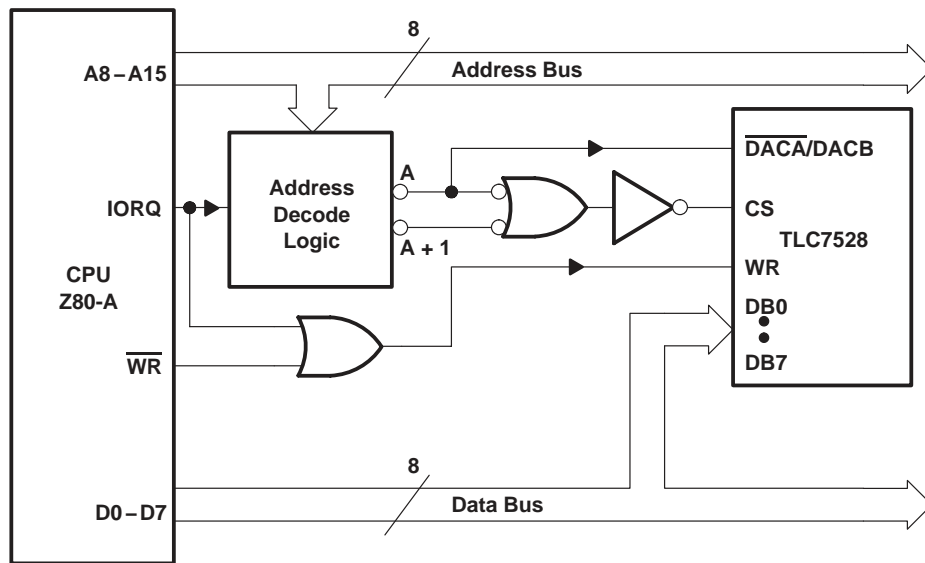 8
A8–A15
Address Bus
DACA/DACB
A
Address
Decode
Logic
IORQ
CS
A + 1
TLC7528
CPU
Z80-A
WR
DB0
WR
DB7
8
D0–D7
Data Bus